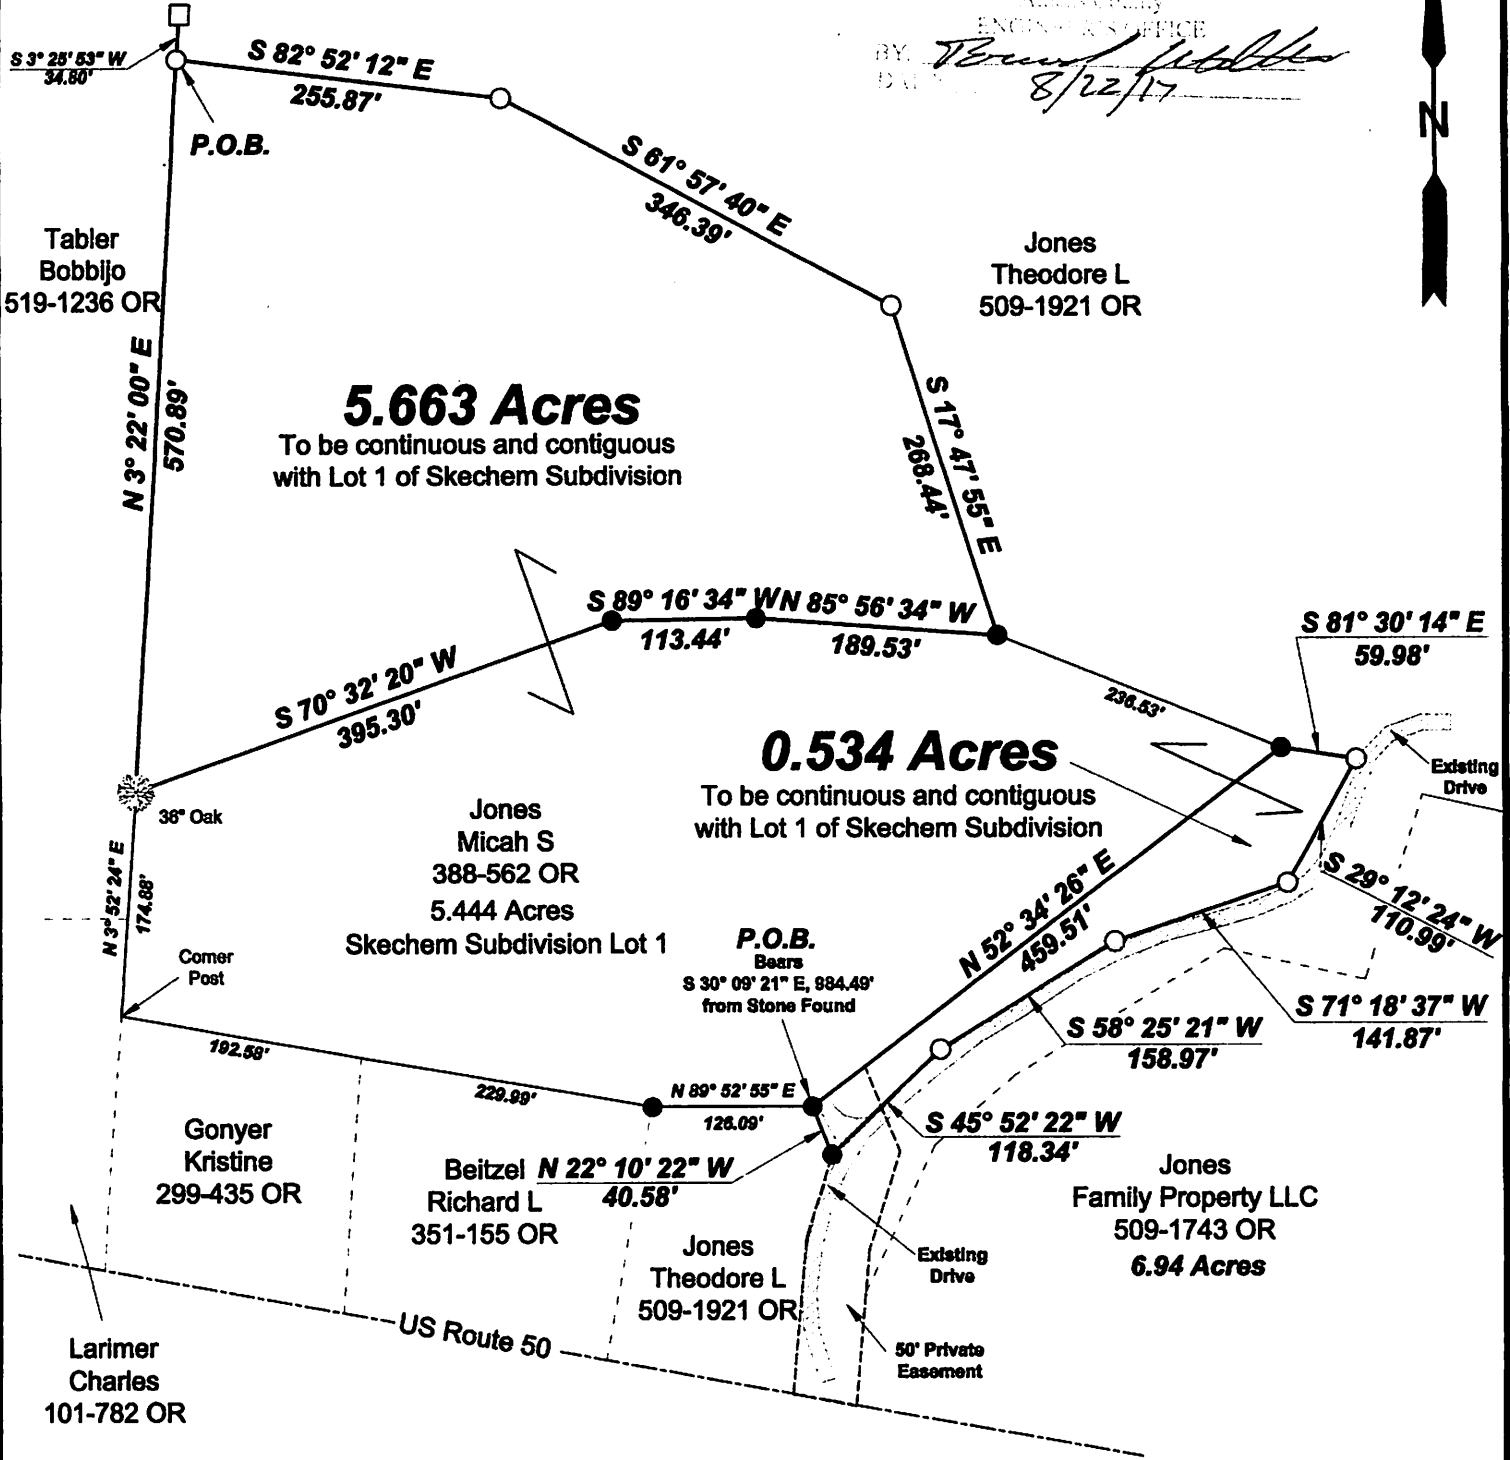 ENGINEER'S OFFICE
BY:
8/22/17
S 3° 25' 53" W
34.80'
S 82° 52' 12" E
255.87'
P.O.B.
N
S 61° 57' 40" E
346.39'
Tabler
Bobbijo
519-1236 OR
Jones
Theodore L
509-1921 OR
N 3° 22' 00" E
570.89'
5.663 Acres
To be continuous and contiguous
with Lot 1 of Skechem Subdivision
S 17° 47' 55" E
268.44'
S 89° 16' 34" W
113.44'
N 85° 56' 34" W
189.53'
S 81° 30' 14" E
59.98'
S 70° 32' 20" W
395.30'
236.53'
0.534 Acres
To be continuous and contiguous
with Lot 1 of Skechem Subdivision
Existing
Drive
36" Oak
Jones
Micah S
388-562 OR
5.444 Acres
Skechem Subdivision Lot 1
N 3° 52' 24" E
174.88'
S 29° 12' 24" W
110.99'
N 52° 34' 26" E
459.51'
P.O.B.
Bears
S 30° 09' 21" E, 984.49'
from Stone Found
Corner
Post
S 71° 18' 37" W
141.87'
S 58° 25' 21" W
158.97'
192.58'
229.99'
N 89° 52' 55" E
126.09'
S 45° 52' 22" W
118.34'
Gonyer
Kristine
299-435 OR
Beitzel
Richard L
351-155 OR
N 22° 10' 22" W
40.58'
Jones
Family Property LLC
509-1743 OR
6.94 Acres
Jones
Theodore L
509-1921 OR
Existing
Drive
US Route 50
50' Private
Easement
Larimer
Charles
101-782 OR